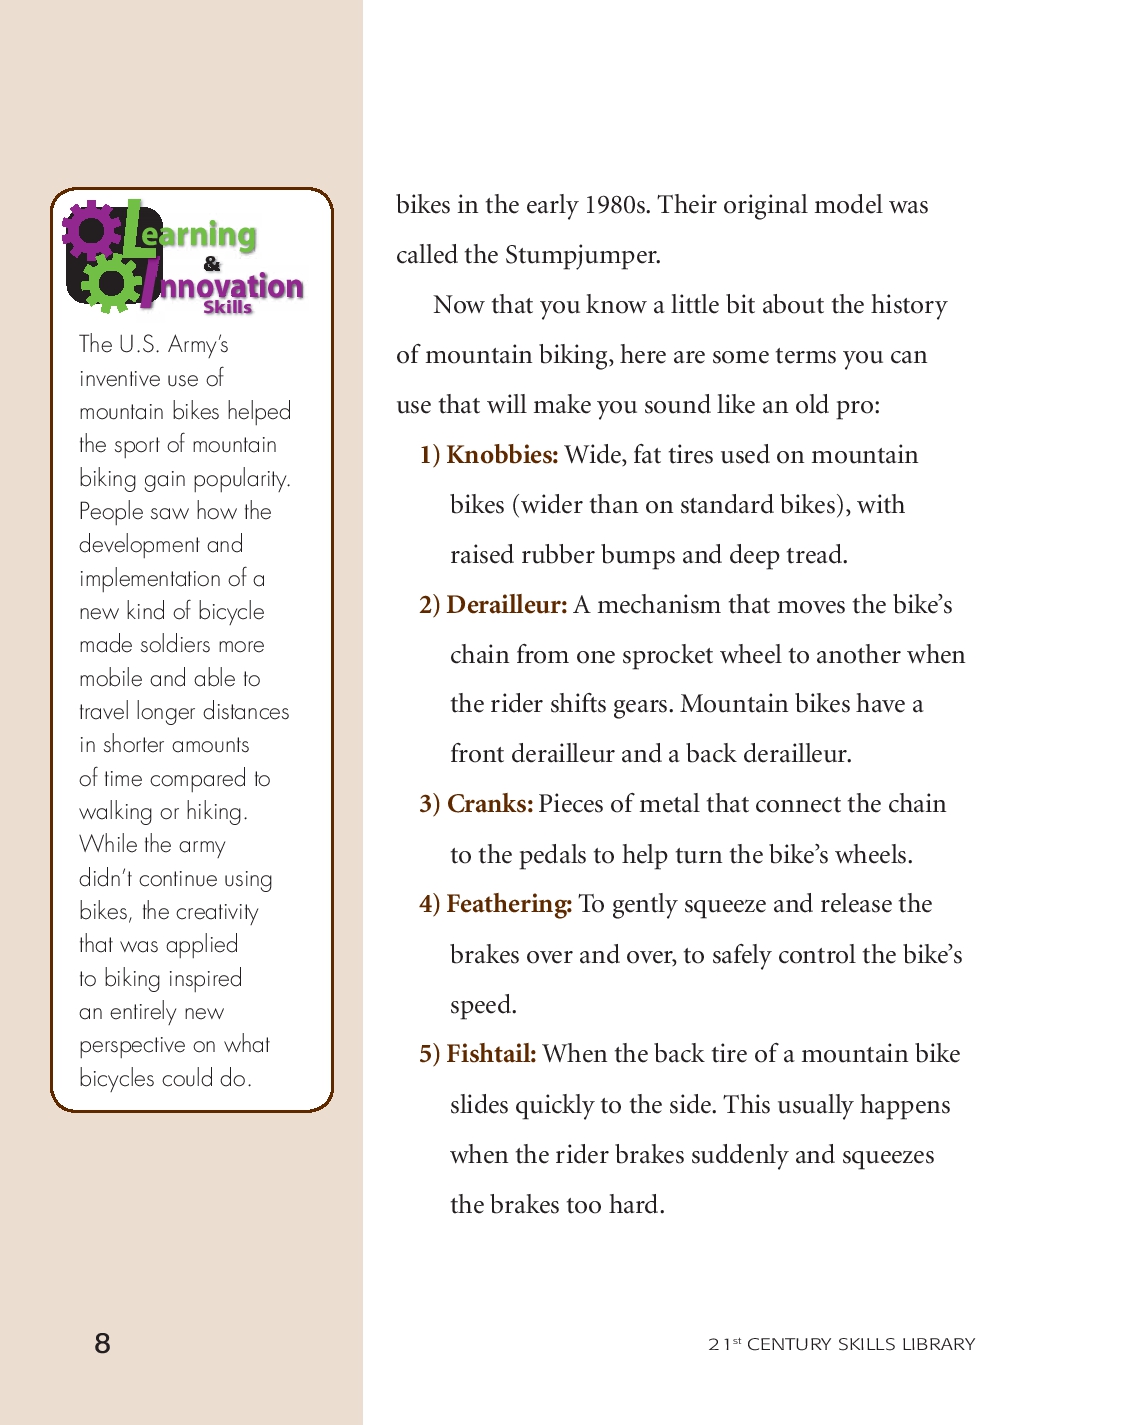 Learning
&
Innovation
Skills
The U.S. Army’s
inventive use of
mountain bikes helped
the sport of mountain
biking gain popularity.
People saw how the
development and
implementation of a
new kind of bicycle
made soldiers more
mobile and able to
travel longer distances
in shorter amounts
of time compared to
walking or hiking.
While the army
didn’t continue using
bikes, the creativity
that was applied
to biking inspired
an entirely new
perspective on what
bicycles could do.
bikes in the early 1980s. Their original model was
called the Stumpjumper.
Now that you know a little bit about the history
of mountain biking, here are some terms you can
use that will make you sound like an old pro:
1) Knobbies: Wide, fat tires used on mountain
bikes (wider than on standard bikes), with
raised rubber bumps and deep tread.
2) Derailleur: A mechanism that moves the bike’s
chain from one sprocket wheel to another when
the rider shifts gears. Mountain bikes have a
front derailleur and a back derailleur.
3) Cranks: Pieces of metal that connect the chain
to the pedals to help turn the bike’s wheels.
4) Feathering: To gently squeeze and release the
brakes over and over, to safely control the bike’s
speed.
5) Fishtail: When the back tire of a mountain bike
slides quickly to the side. This usually happens
when the rider brakes suddenly and squeezes
the brakes too hard.
8
21st CENTURY SKILLS LIBRARY